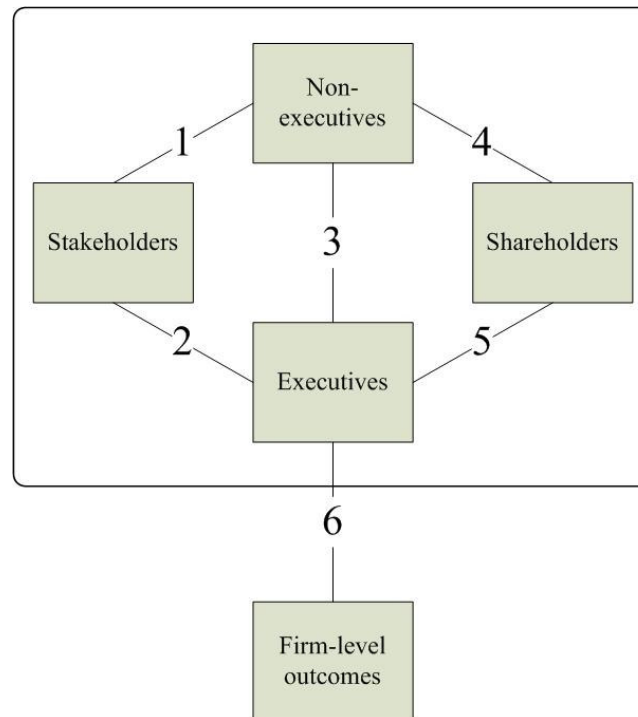 Non-
executives
1
4
Stakeholders
3
Shareholders
2
5
Executives
6
Firm-level
outcomes